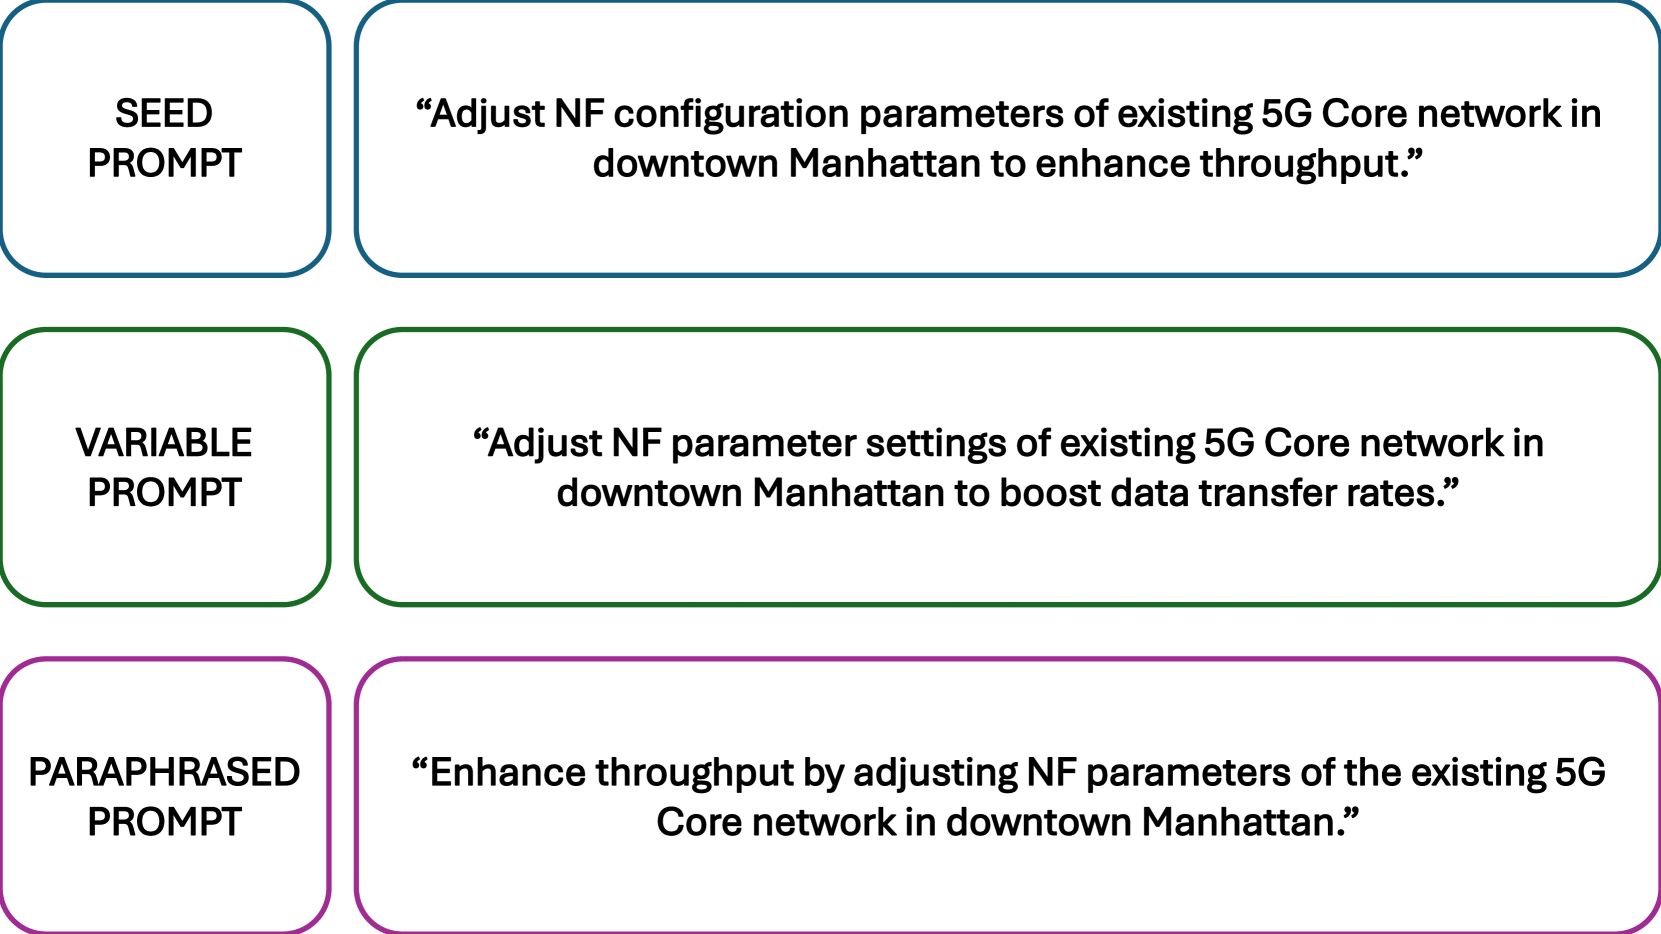 SEED
PROMPT
“Adjust NF configuration parameters of existing 5G Core network in
downtown Manhattan to enhance throughput.”
VARIABLE
PROMPT
“Adjust NF parameter settings of existing 5G Core network in
downtown Manhattan to boost data transfer rates.”
PARAPHRASED
PROMPT
“Enhance throughput by adjusting NF parameters of the existing 5G
Core network in downtown Manhattan.”